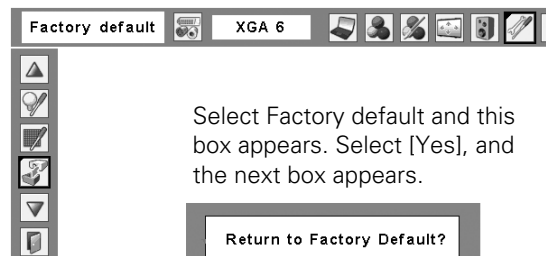 Factory default XGA 6
Select Factory default and this
box appears. Select [Yes], and
the next box appears.
Return to Factory Default?